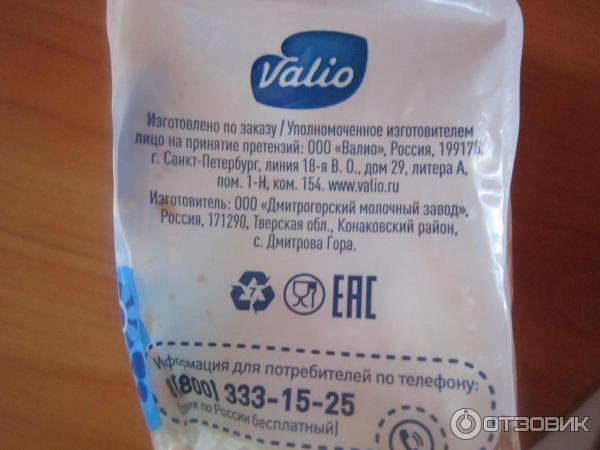 Valio
Изготовлено по заказу / Уполномоченное изготовителем
лицо на принятие претензий: ООО «Валио», Россия, 199178,
г. Санкт-Петербург, линия 18-я В. О., дом 29, литера А,
пом. 1-Н, ком. 154. www.valio.ru
Изготовитель: ООО «Дмитрогорский молочный завод»,
Россия, 171290, Тверская обл., Конаковский район,
с. Дмитрова Гора.
7 EAC
Информация для потребителей по телефону:
8 (800) 333-15-25
по России бесплатный)
ОТЗОВИК